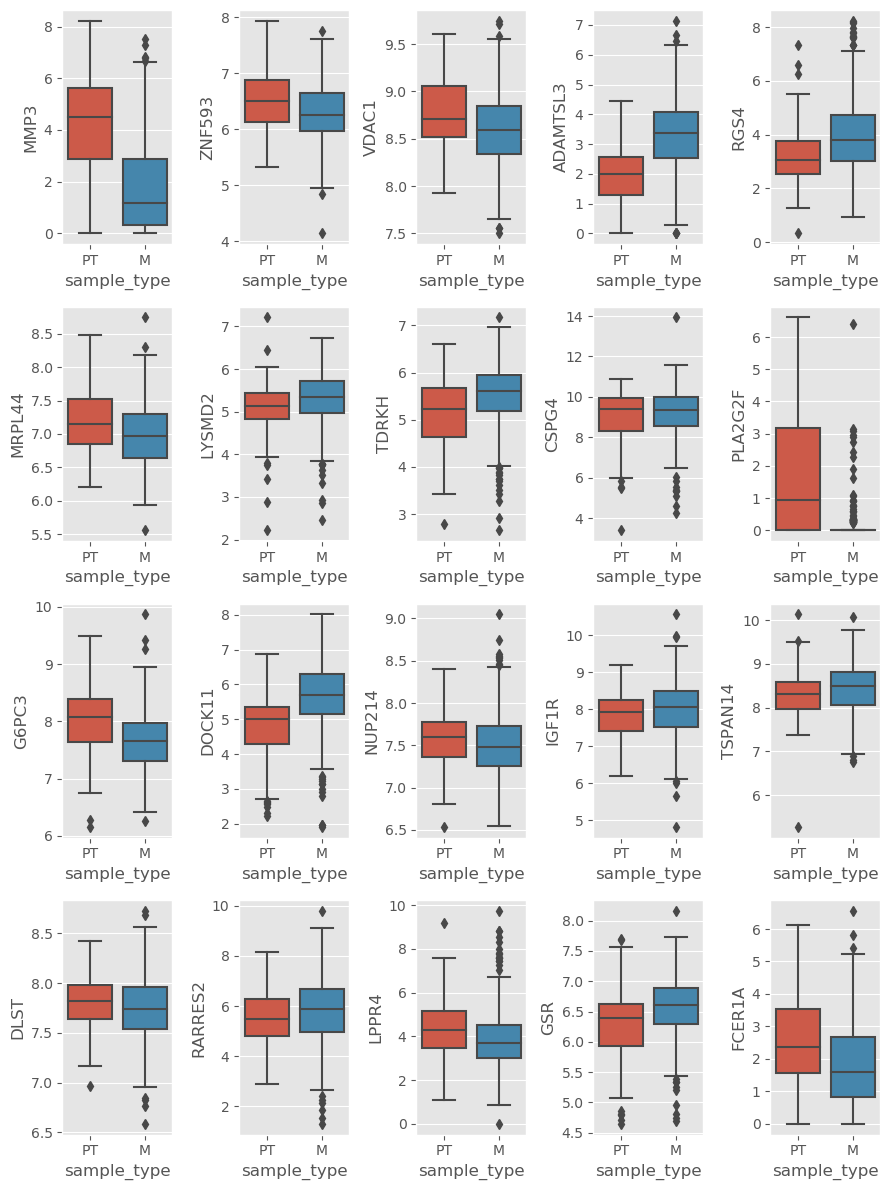 MMP3
8
6
4
2
0
PT M
sample_type
ZNF593
8
7
6
5
4
PT M
sample_type
VDAC1
9.5
9.0
8.5
8.0
7.5
PT M
sample_type
ADAMTSL3
7
6
5
4
3
2
1
0
PT M
sample_type
RGS4
8
6
4
2
0
PT M
sample_type
MRPL44
8.5
8.0
7.5
7.0
6.5
6.0
5.5
PT M
sample_type
LYSMD2
7
6
5
4
3
2
PT M
sample_type
TDRKH
7
6
5
4
3
PT M
sample_type
CSPG4
14
12
10
8
6
4
PT M
sample_type
PLA2G2F
6
5
4
3
2
1
0
PT M
sample_type
G6PC3
10
9
8
7
6
PT M
sample_type
DOCK11
8
7
6
5
4
3
2
PT M
sample_type
NUP214
9.0
8.5
8.0
7.5
7.0
6.5
PT M
sample_type
IGF1R
10
9
8
7
6
5
PT M
sample_type
TSPAN14
10
9
8
7
6
PT M
sample_type
DLST
8.5
8.0
7.5
7.0
6.5
PT M
sample_type
RARRES2
10
8
6
4
2
PT M
sample_type
LPPR4
10
8
6
4
2
0
PT M
sample_type
GSR
8.0
7.5
7.0
6.5
6.0
5.5
5.0
4.5
PT M
sample_type
FCER1A
6
5
4
3
2
1
0
PT M
sample_type